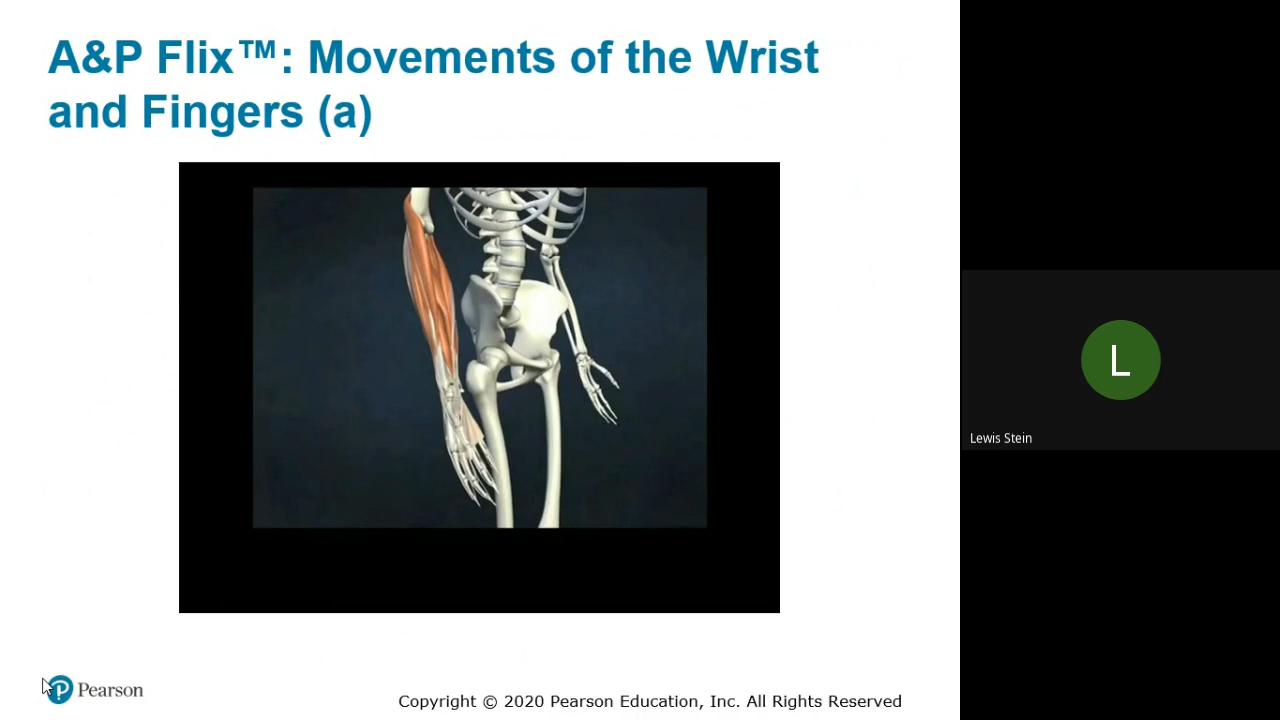 A&P Flix™: Movements of the Wrist
and Fingers (a)
L
Lewis Stein
Pearson
Copyright © 2020 Pearson Education, Inc. All Rights Reserved